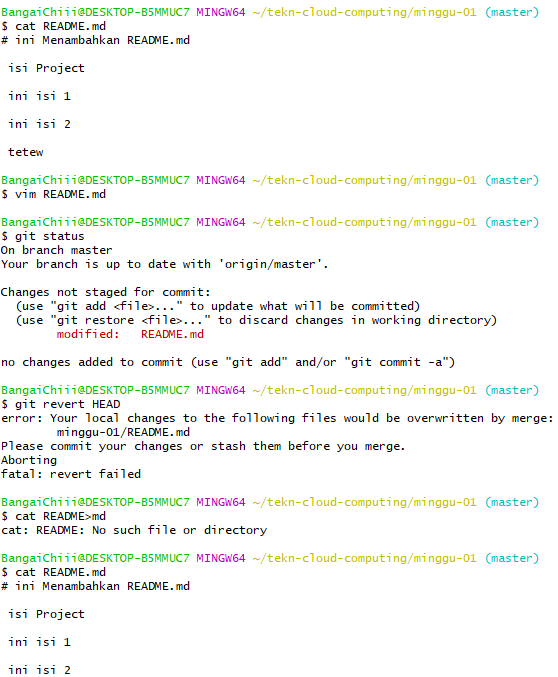 BangaiChiii@DESKTOP-B5MMUC7 MINGW64 ~/tekn-cloud-computing/minggu-01 (master)
$ cat README.md
# ini Menambahkan README.md
isi Project
ini isi 1
ini isi 2
tetew
BangaiChiii@DESKTOP-B5MMUC7 MINGW64 ~/tekn-cloud-computing/minggu-01 (master)
$ vim README.md
BangaiChiii@DESKTOP-B5MMUC7 MINGW64 ~/tekn-cloud-computing/minggu-01 (master)
$ git status
On branch master
Your branch is up to date with 'origin/master'.
Changes not staged for commit:
  (use "git add <file>..." to update what will be committed)
  (use "git restore <file>..." to discard changes in working directory)
        modified:   README.md
no changes added to commit (use "git add" and/or "git commit -a")
BangaiChiii@DESKTOP-B5MMUC7 MINGW64 ~/tekn-cloud-computing/minggu-01 (master)
$ git revert HEAD
error: Your local changes to the following files would be overwritten by merge:
        minggu-01/README.md
Please commit your changes or stash them before you merge.
Aborting
fatal: revert failed
BangaiChiii@DESKTOP-B5MMUC7 MINGW64 ~/tekn-cloud-computing/minggu-01 (master)
$ cat README>md
cat: README: No such file or directory
BangaiChiii@DESKTOP-B5MMUC7 MINGW64 ~/tekn-cloud-computing/minggu-01 (master)
$ cat README.md
# ini Menambahkan README.md
isi Project
ini isi 1
ini isi 2